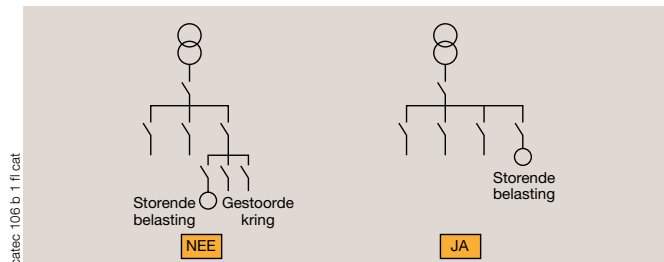 Storende
belasting
Gestoorde
kring
NEE
Storende
belasting
JA
catec 106 b 1 fl cat